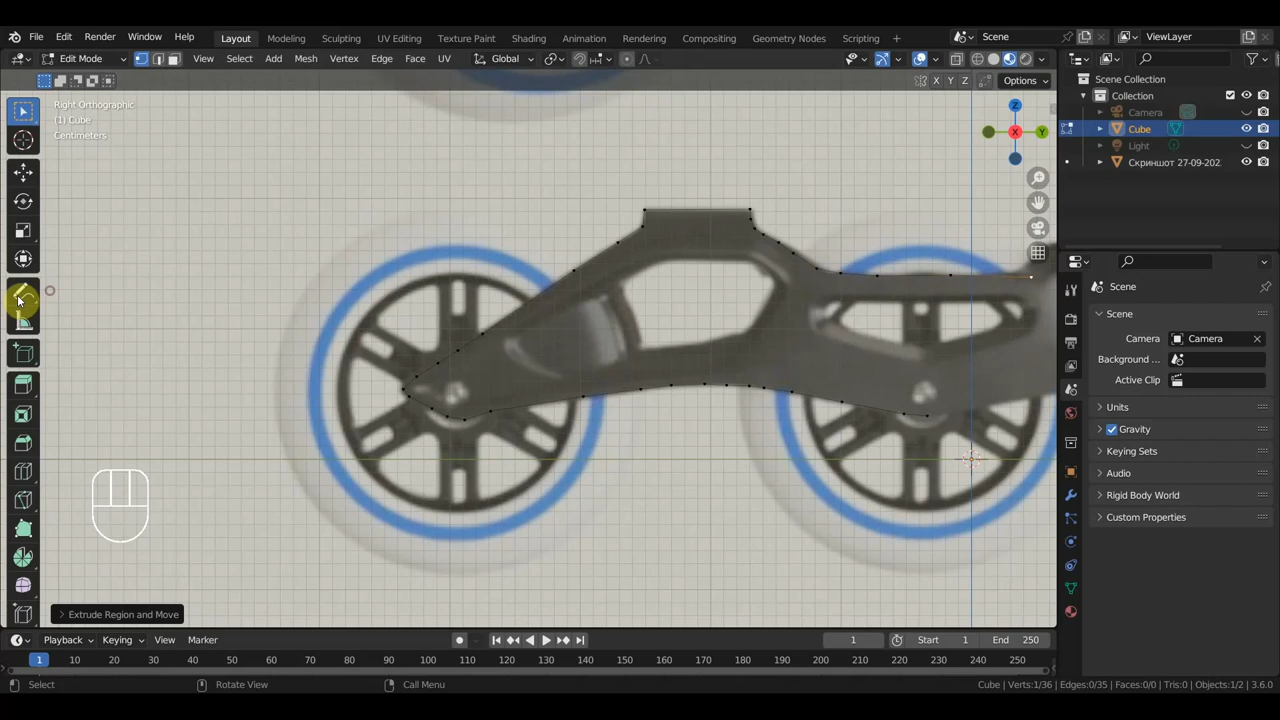 File Edit Render Window Help Layout Modeling Sculpting UV Editing Texture Paint Shading Animation Rendering Compositing Geometry Nodes Scripting Scene ViewLayer
Edit Mode View Select Add Mesh Vertex Edge Face UV Global
X Y Z Options
Right Orthographic
(1) Cube
Centimeters
Z
X
Y
Scene Collection
Collection
Camera
Cube
Light
Скриншот 27-09-202
Scene
Scene
Camera Camera
Background ...
Active Clip
Units
Gravity
Keying Sets
Audio
Rigid Body World
Custom Properties
Extrude Region and Move
Playback Keying View Marker 1 Start 1 End 250
1 10 20 30 40 50 60 70 80 90 100 110 120 130 140 150 160 170 180 190 200 210 220 230 240 250
Select Rotate View Call Menu Cube | Verts:1/36 | Edges:0/35 | Faces:0/0 | Tris:0 | Objects:1/2 | 3.6.0